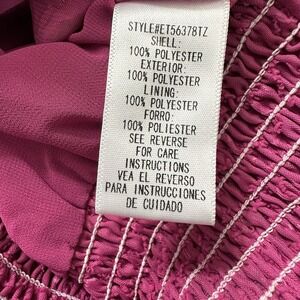 STYLE#ET56378TZ
SHELL:
100% POLYESTER
EXTERIOR:
100% POLYESTER
LINING:
100% POLYESTER
FORRO:
100% POLIESTER
SEE REVERSE
FOR CARE
INSTRUCTIONS
VEA EL REVERSO
PARA INSTRUCCIONES
DE CUIDADO